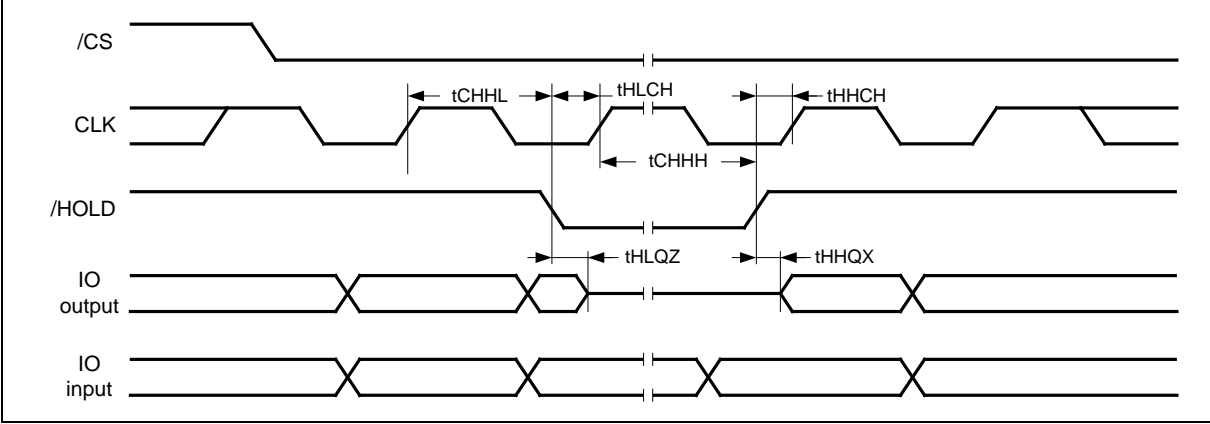 /CS
tCHHL
tHLCH
tHHCH
CLK
tCHHH
/HOLD
tHLQZ
tHHQX
IO
output
IO
input